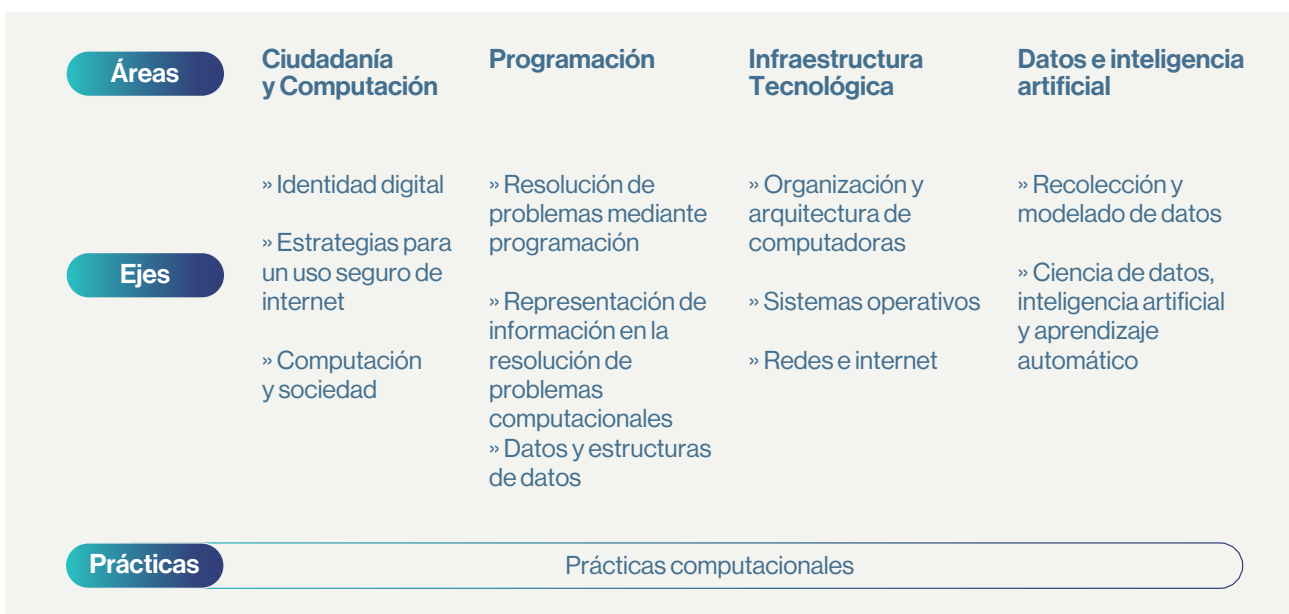 Áreas
Ciudadanía
y Computación
Programación
Infraestructura
Tecnológica
Datos e inteligencia
artificial
Ejes
» Identidad digital
» Estrategias para
un uso seguro de
internet
» Computación
y sociedad
» Resolución de
problemas mediante
programación
» Representación de
información en la
resolución de
problemas
computacionales
» Datos y estructuras
de datos
» Organización y
arquitectura de
computadoras
» Sistemas operativos
» Redes e internet
» Recolección y
modelado de datos
» Ciencia de datos,
inteligencia artificial
y aprendizaje
automático
Prácticas
Prácticas computacionales